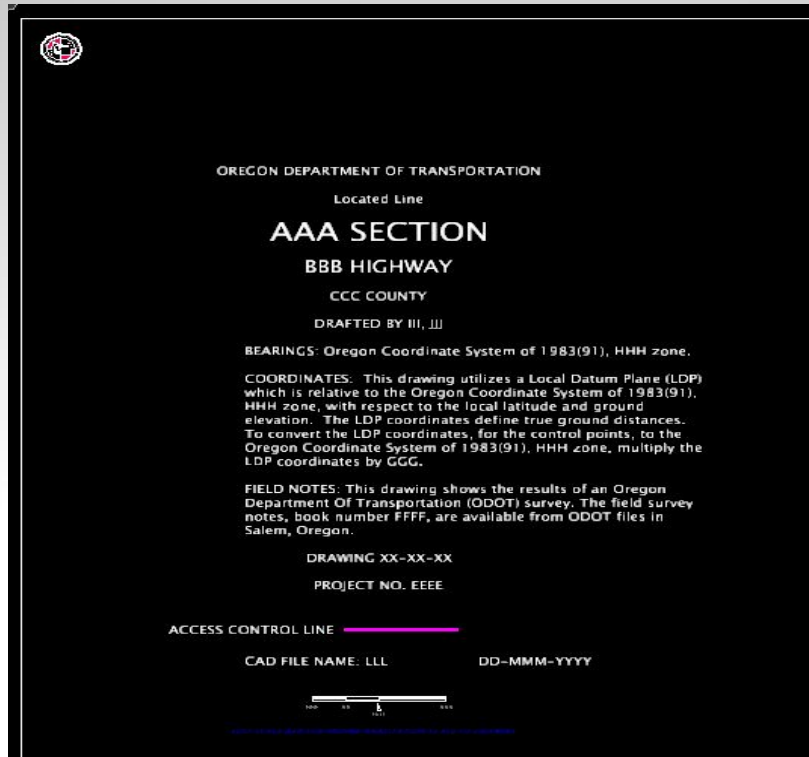 OREGON DEPARTMENT OF TRANSPORTATION
Located Line
AAA SECTION
BBB HIGHWAY
CCC COUNTY
DRAFTED BY III, JJJ
BEARINGS: Oregon Coordinate System of 1983(91), HHH zone.
COORDINATES: This drawing utilizes a Local Datum Plane (LDP)
which is relative to the Oregon Coordinate System of 1983(91),
HHH zone, with respect to the local latitude and ground
elevation. The LDP coordinates define true ground distances.
To convert the LDP coordinates, for the control points, to the
Oregon Coordinate System of 1983(91), HHH zone, multiply the
LDP coordinates by GGG.
FIELD NOTES: This drawing shows the results of an Oregon
Department Of Transportation (ODOT) survey. The field survey
notes, book number FFFF, are available from ODOT files in
Salem, Oregon.
DRAWING XX-XX-XX
PROJECT NO. EEEE
ACCESS CONTROL LINE
CAD FILE NAME: LLL DD-MMM-YYYY